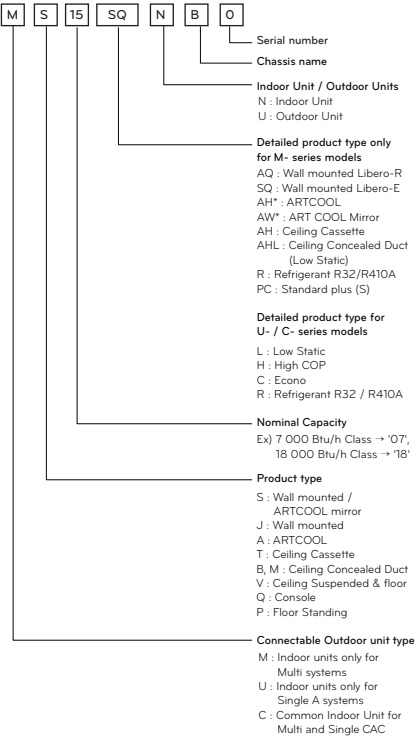 M S 15 SQ N B 0
Serial number
Chassis name
Indoor Unit / Outdoor Units
N : Indoor Unit
U : Outdoor Unit
Detailed product type only
for M- series models
AQ : Wall mounted Libero-R
SQ : Wall mounted Libero-E
AH* : ARTCOOL
AW* : ART COOL Mirror
AH : Ceiling Cassette
AHL : Ceiling Concealed Duct
(Low Static)
R : Refrigerant R32/R410A
PC : Standard plus (S)
Detailed product type for
U- / C- series models
L : Low Static
H : High COP
C : Econo
R : Refrigerant R32 / R410A
Nominal Capacity
Ex) 7 000 Btu/h Class → '07',
18 000 Btu/h Class → '18'
Product type
S : Wall mounted /
ARTCOOL mirror
J : Wall mounted
A : ARTCOOL
T : Ceiling Cassette
B, M : Ceiling Concealed Duct
V : Ceiling Suspended & floor
Q : Console
P : Floor Standing
Connectable Outdoor unit type
M : Indoor units only for
Multi systems
U : Indoor units only for
Single A systems
C : Common Indoor Unit for
Multi and Single CAC